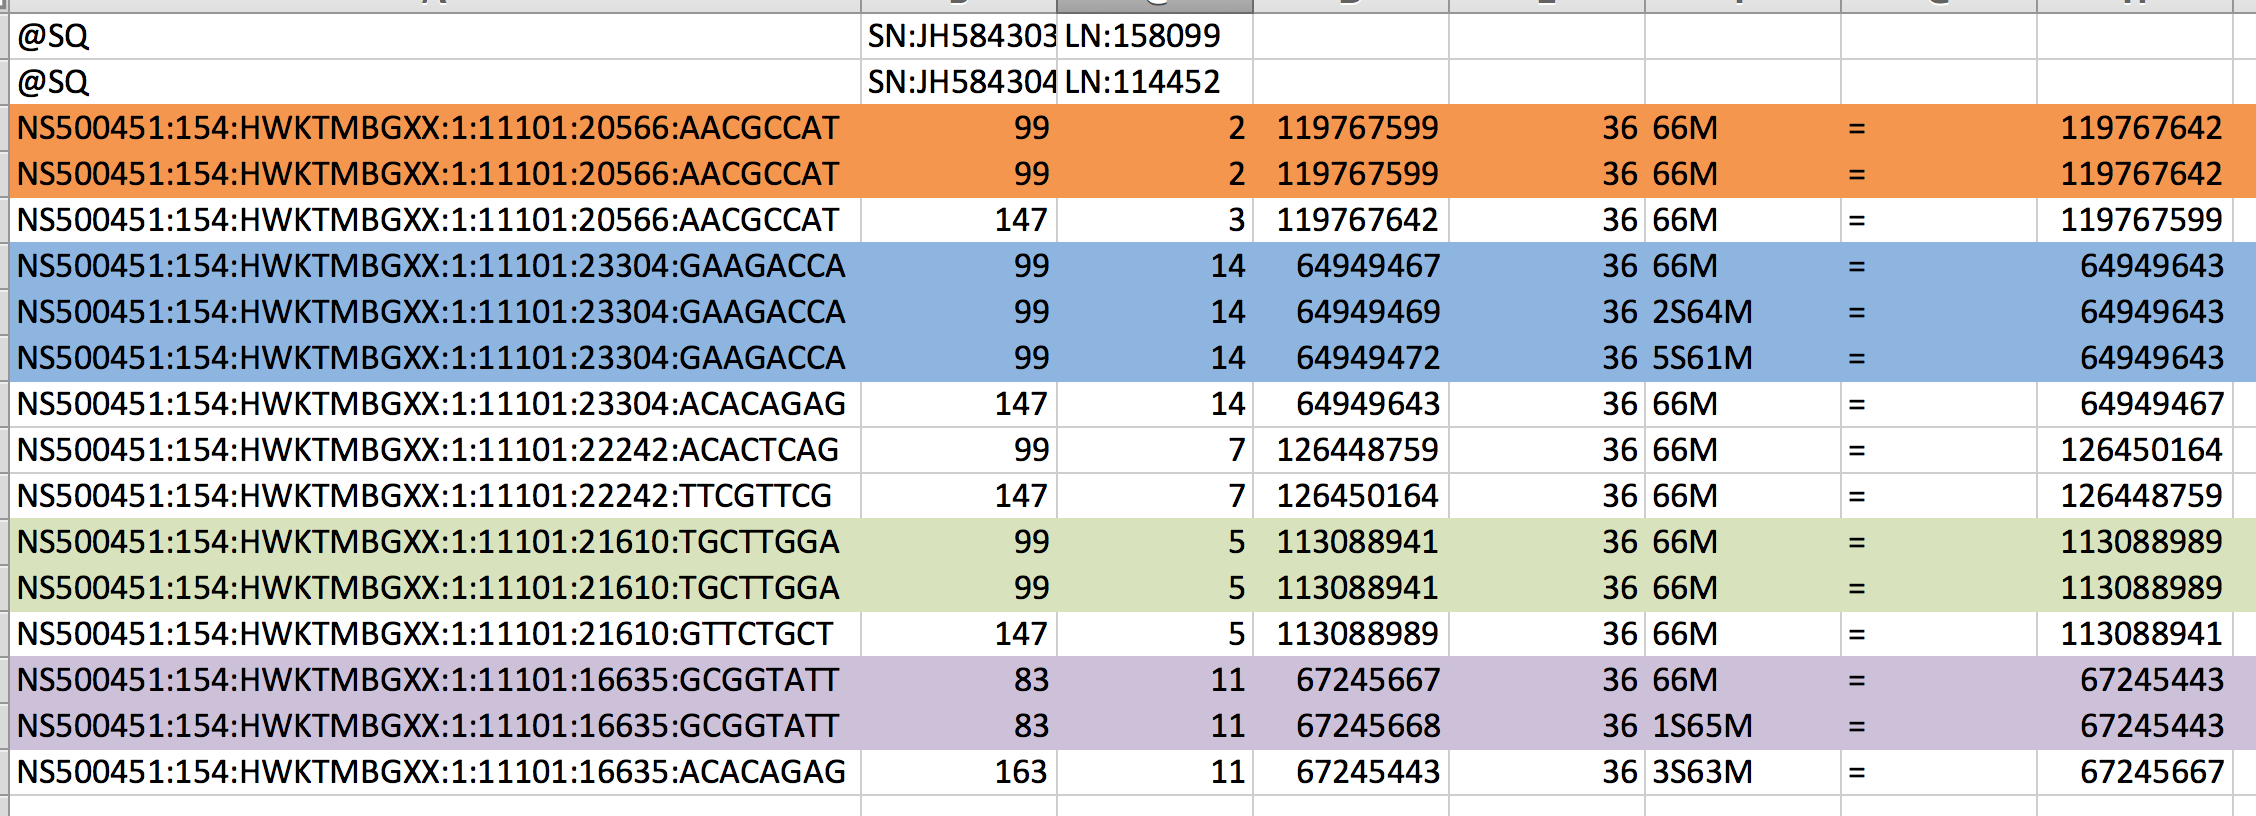 @SQ SN:JH584303 LN:158099
@SQ SN:JH584304 LN:114452
NS500451:154:HWKTMBGXX:1:11101:20566:AACGCCAT 99 2 119767599 36 66M = 119767642
NS500451:154:HWKTMBGXX:1:11101:20566:AACGCCAT 99 2 119767599 36 66M = 119767642
NS500451:154:HWKTMBGXX:1:11101:20566:AACGCCAT 147 3 119767642 36 66M = 119767599
NS500451:154:HWKTMBGXX:1:11101:23304:GAAGACCA 99 14 64949467 36 66M = 64949643
NS500451:154:HWKTMBGXX:1:11101:23304:GAAGACCA 99 14 64949469 36 2S64M = 64949643
NS500451:154:HWKTMBGXX:1:11101:23304:GAAGACCA 99 14 64949472 36 5S61M = 64949643
NS500451:154:HWKTMBGXX:1:11101:23304:ACACAGAG 147 14 64949643 36 66M = 64949467
NS500451:154:HWKTMBGXX:1:11101:22242:ACACTCAG 99 7 126448759 36 66M = 126450164
NS500451:154:HWKTMBGXX:1:11101:22242:TTCGTTCG 147 7 126450164 36 66M = 126448759
NS500451:154:HWKTMBGXX:1:11101:21610:TGCTTGGA 99 5 113088941 36 66M = 113088989
NS500451:154:HWKTMBGXX:1:11101:21610:TGCTTGGA 99 5 113088941 36 66M = 113088989
NS500451:154:HWKTMBGXX:1:11101:21610:GTTCTGCT 147 5 113088989 36 66M = 113088941
NS500451:154:HWKTMBGXX:1:11101:16635:GCGGTATT 83 11 67245667 36 66M = 67245443
NS500451:154:HWKTMBGXX:1:11101:16635:GCGGTATT 83 11 67245668 36 1S65M = 67245443
NS500451:154:HWKTMBGXX:1:11101:16635:ACACAGAG 163 11 67245443 36 3S63M = 67245667